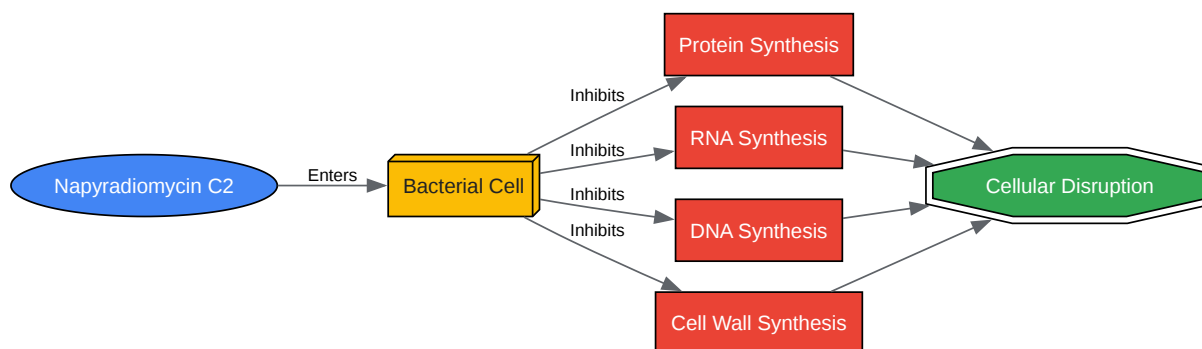 Napyradiomycin C2
Enters
Bacterial Cell
Inhibits
Inhibits
Inhibits
Inhibits
Protein Synthesis
RNA Synthesis
DNA Synthesis
Cell Wall Synthesis
Cellular Disruption